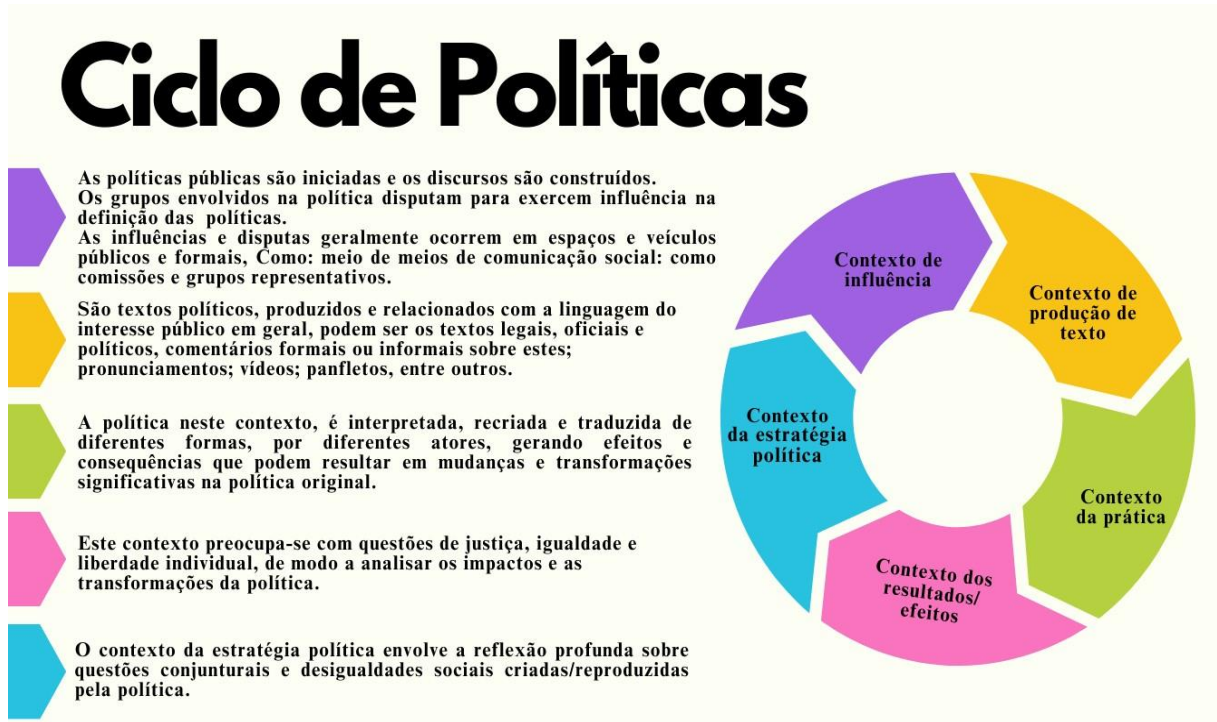 Ciclo de Políticas
As políticas públicas são iniciadas e os discursos são construídos.
Os grupos envolvidos na política disputam para exercem influência na
definição das políticas.
As influências e disputas geralmente ocorrem em espaços e veículos
públicos e formais, Como: meio de meios de comunicação social: como
comissões e grupos representativos.
São textos políticos, produzidos e relacionados com a linguagem do
interesse público em geral, podem ser os textos legais, oficiais e
políticos, comentários formais ou informais sobre estes;
pronunciamentos; vídeos; panfletos, entre outros.
A política neste contexto, é interpretada, recriada e traduzida de
diferentes formas, por diferentes atores, gerando efeitos e
consequências que podem resultar em mudanças e transformações
significativas na política original.
Este contexto preocupa-se com questões de justiça, igualdade e
liberdade individual, de modo a analisar os impactos e as
transformações da política.
O contexto da estratégia política envolve a reflexão profunda sobre
questões conjunturais e desigualdades sociais criadas/reproduzidas
pela política.
Contexto de
influência
Contexto de
produção de
texto
Contexto
da prática
Contexto dos
resultados/
efeitos
Contexto
da estratégia
política